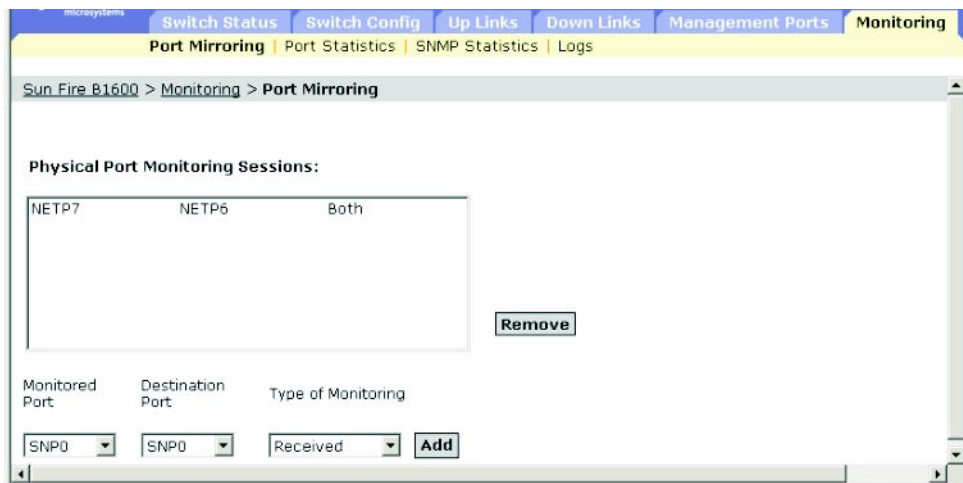 microsystems
Switch Status Switch Config Up Links Down Links Management Ports Monitoring
Port Mirroring | Port Statistics | SNMP Statistics | Logs
Sun Fire B1600 > Monitoring > Port Mirroring
Physical Port Monitoring Sessions:
NETP7 NETP6 Both
Remove
Monitored Port
Destination Port
Type of Monitoring
SNP0 SNP0 Received Add